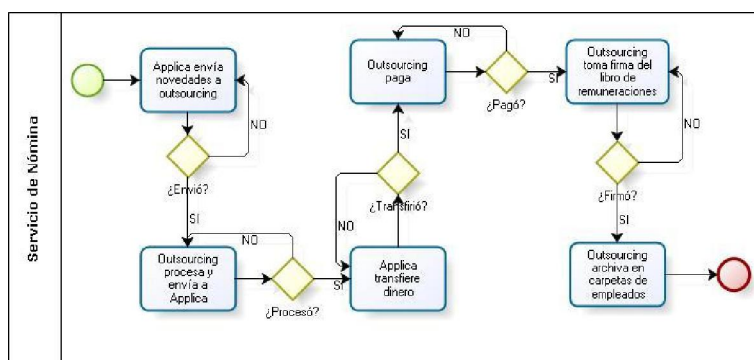 Servicio de Nómina
Applica envía
novedades a
outsourcing
NO
¿Envió?
SI
Outsourcing
procesa y
envía a
Applica
NO
¿Procesó?
SI
Applica
transfiere
dinero
NO
¿Transfirió?
SI
Outsourcing
paga
NO
¿Pagó?
SI
Outsourcing
toma firma del
libro de
remuneraciones
NO
¿Firmó?
SI
Outsourcing
archiva en
carpetas de
empleados